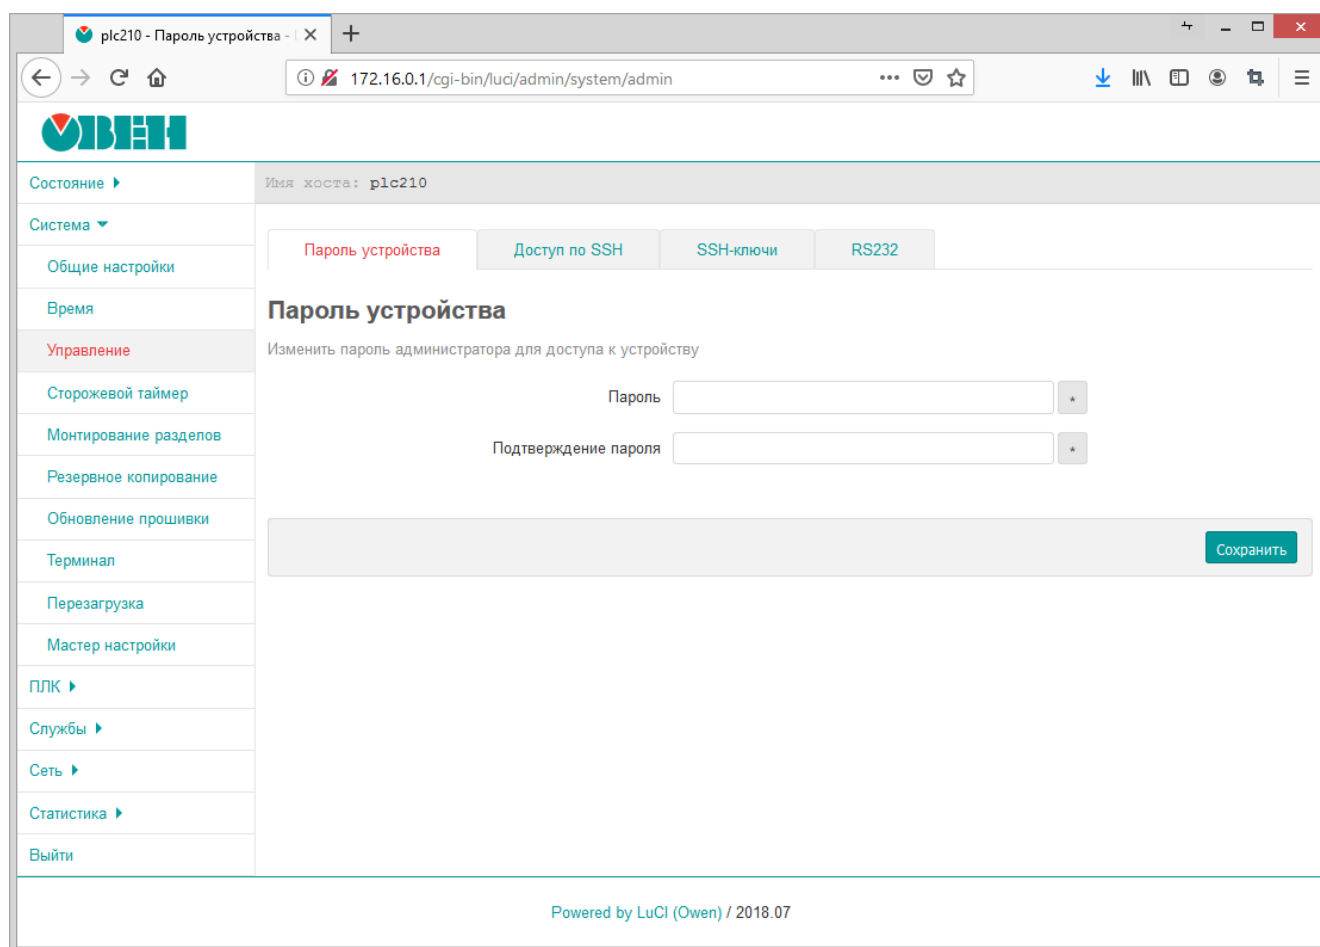 plc210 - Пароль устройства -
172.16.0.1/cgi-bin/luci/admin/system/admin
ОВЕН
Состояние
Имя хоста: plc210
Система
Пароль устройства
Доступ по SSH
SSH-ключи
RS232
Общие настройки
Время
Управление
Сторожевой таймер
Монтирование разделов
Резервное копирование
Обновление прошивки
Терминал
Перезагрузка
Мастер настройки
ПЛК
Службы
Сеть
Статистика
Выйти
Пароль устройства
Изменить пароль администратора для доступа к устройству
Пароль
*
Подтверждение пароля
*
Сохранить
Powered by LuCI (Owen) / 2018.07